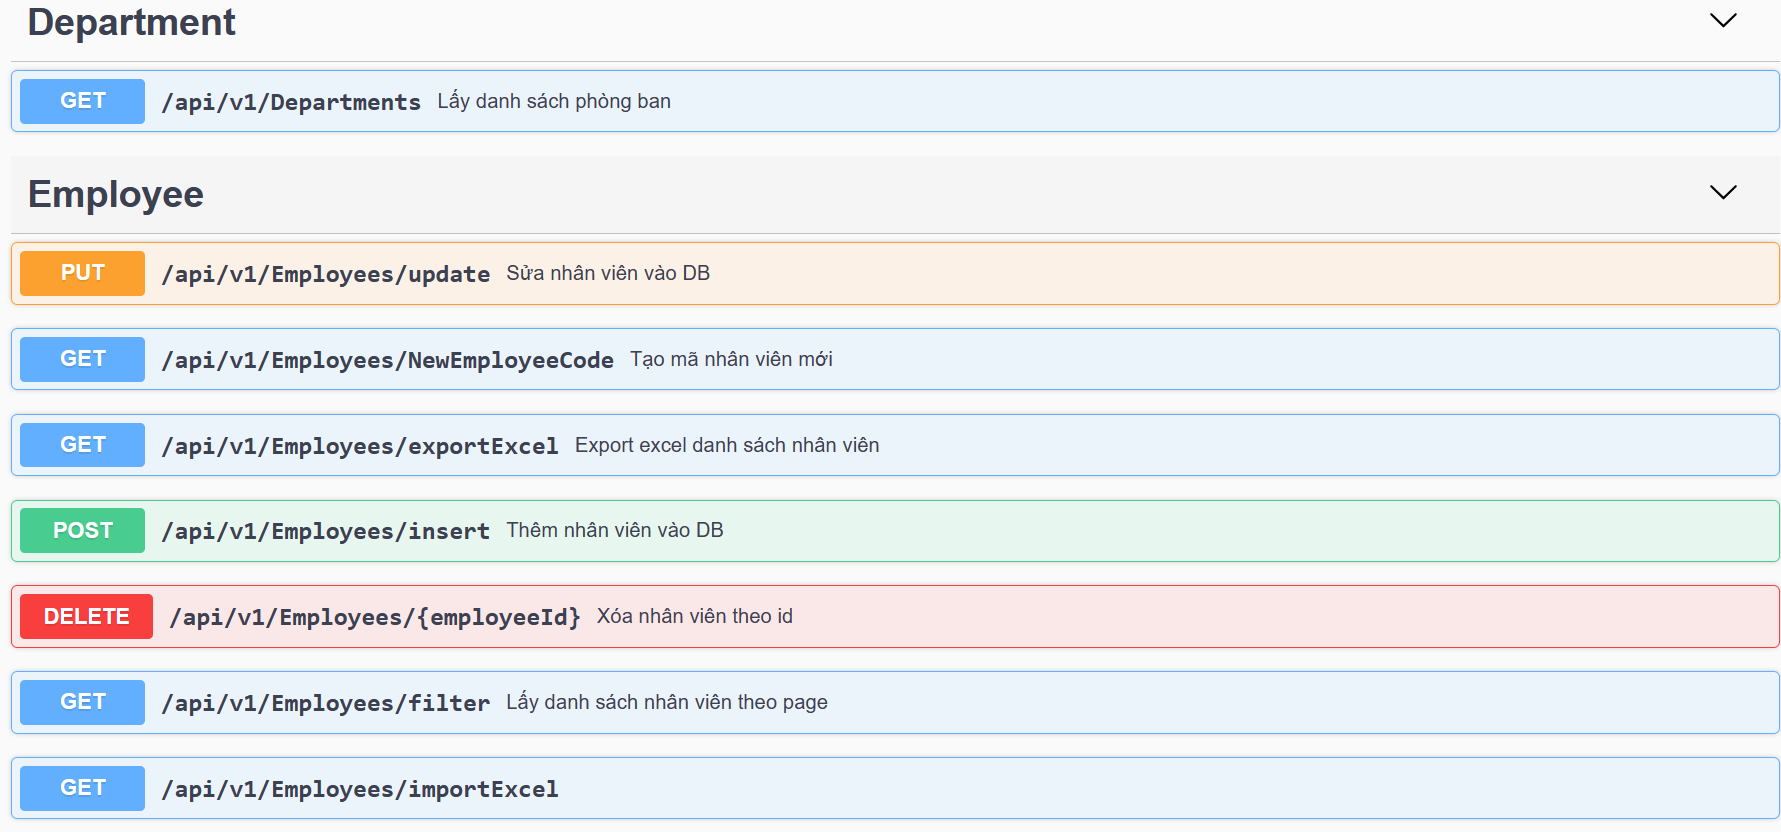 Department
GET /api/v1/Departments Lấy danh sách phòng ban
Employee
PUT /api/v1/Employees/update Sửa nhân viên vào DB
GET /api/v1/Employees/NewEmployeeCode Tạo mã nhân viên mới
GET /api/v1/Employees/exportExcel Export excel danh sách nhân viên
POST /api/v1/Employees/insert Thêm nhân viên vào DB
DELETE /api/v1/Employees/{employeeId} Xóa nhân viên theo id
GET /api/v1/Employees/filter Lấy danh sách nhân viên theo page
GET /api/v1/Employees/importExcel